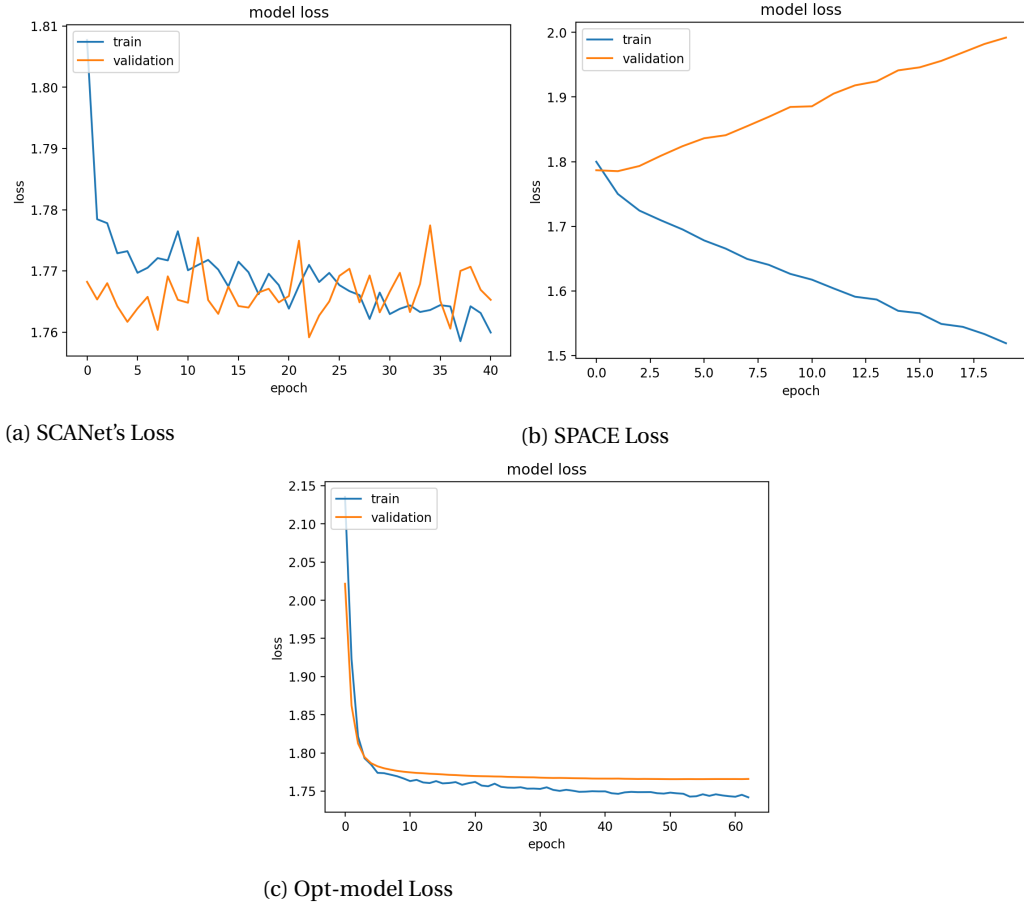 model loss
train
validation
loss
1.81
1.80
1.79
1.78
1.77
1.76
0 5 10 15 20 25 30 35 40
epoch
(a) SCANet’s Loss
model loss
train
validation
loss
2.0
1.9
1.8
1.7
1.6
1.5
0.0 2.5 5.0 7.5 10.0 12.5 15.0 17.5
epoch
(b) SPACE Loss
model loss
train
validation
loss
2.15
2.10
2.05
2.00
1.95
1.90
1.85
1.80
1.75
0 10 20 30 40 50 60
epoch
(c) Opt-model Loss